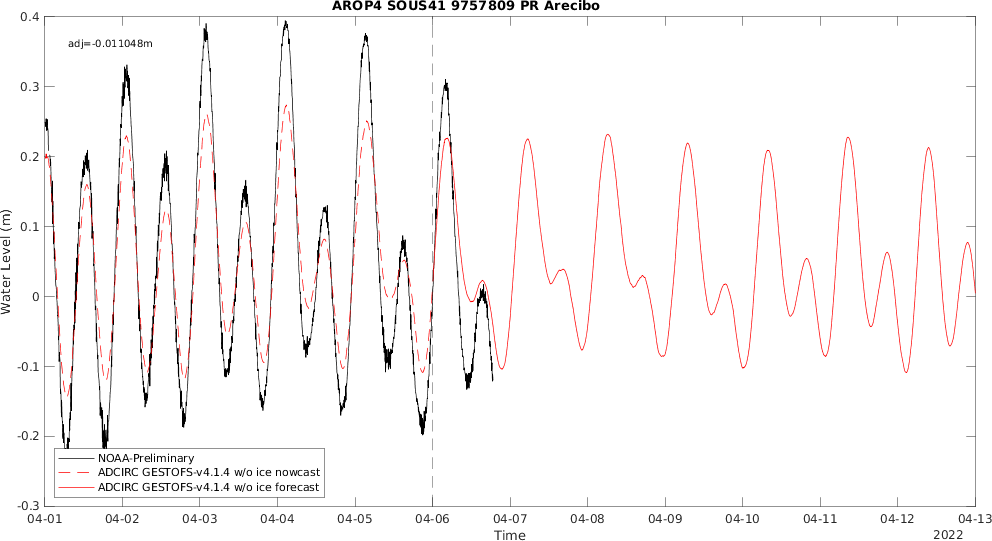 AROP4 SOUS41 9757809 PR Arecibo
adj=-0.011048m
0.4
0.3
0.2
0.1
0
-0.1
-0.2
-0.3
Water Level (m)
NOAA-Preliminary
ADCIRC GESTOFS-v4.1.4 w/o ice nowcast
ADCIRC GESTOFS-v4.1.4 w/o ice forecast
04-01 04-02 04-03 04-04 04-05 04-06 04-07 04-08 04-09 04-10 04-11 04-12 04-13
Time
2022